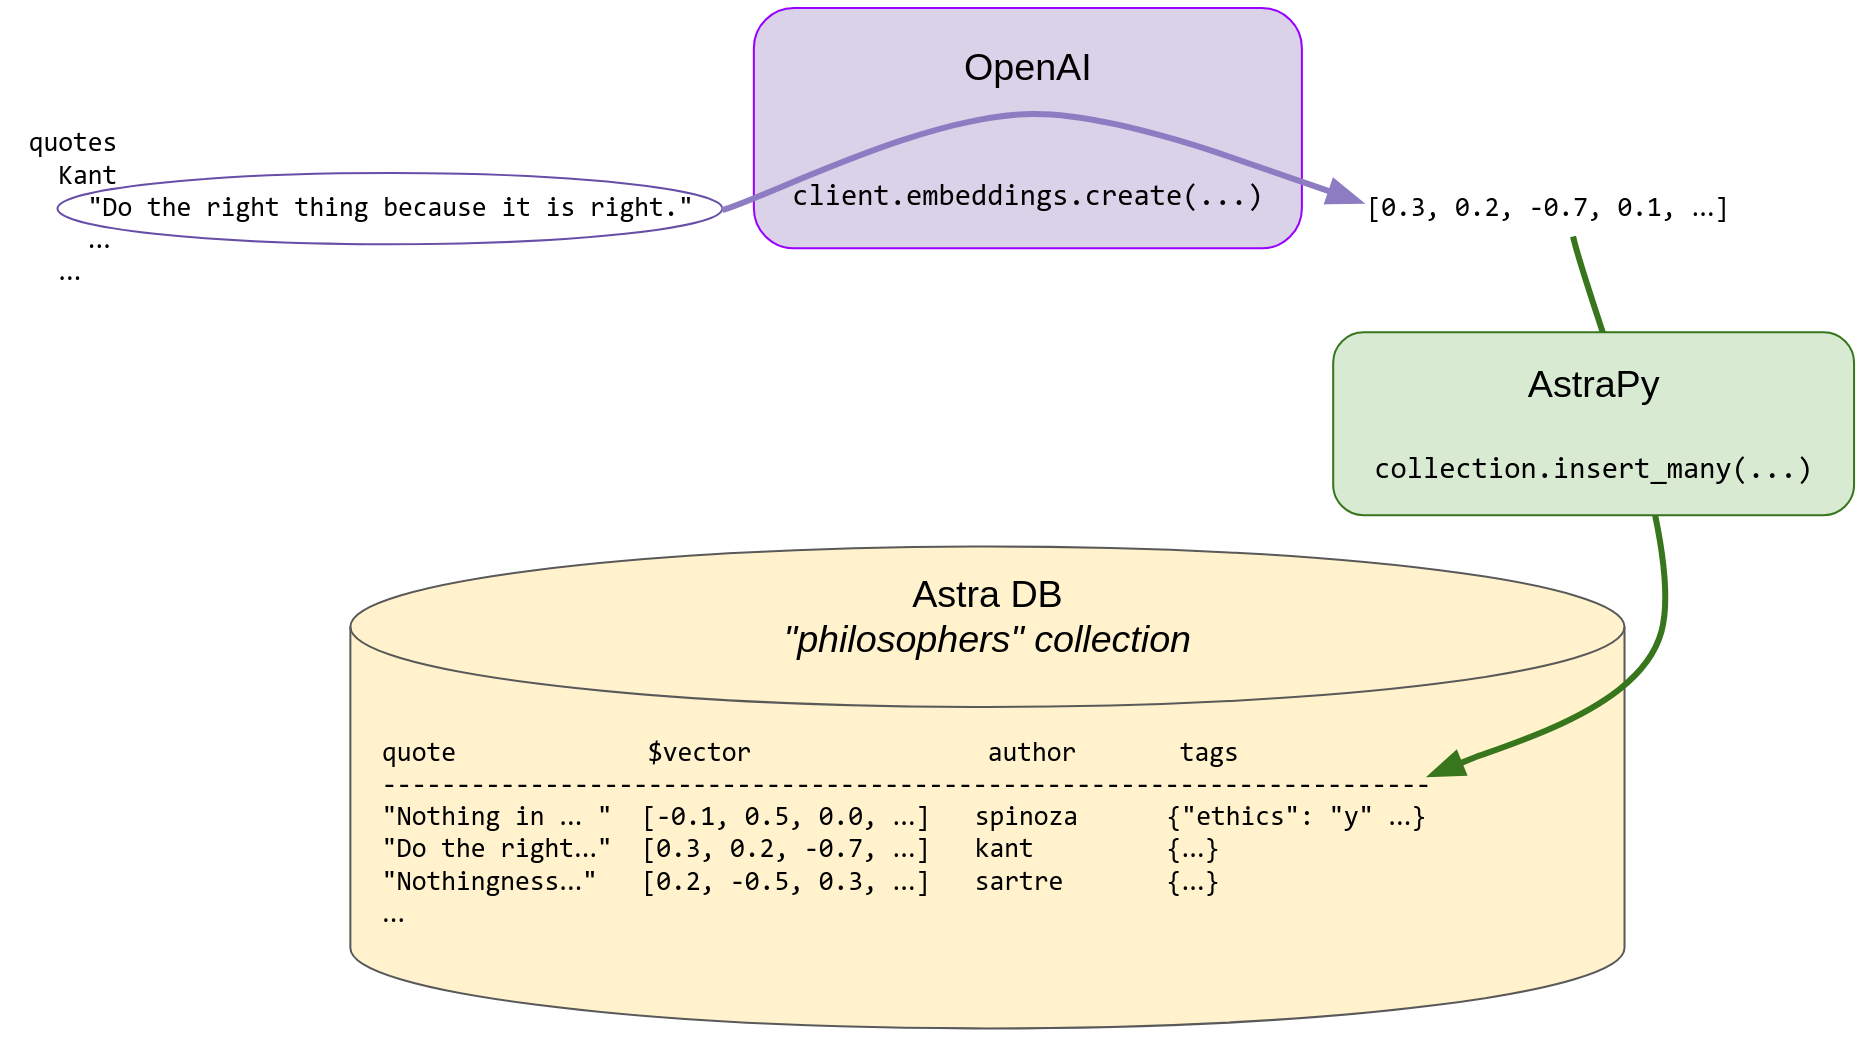 OpenAI
client.embeddings.create(...)
quotes
Kant
"Do the right thing because it is right."
...
...
[0.3, 0.2, -0.7, 0.1, ...]
AstraPy
collection.insert_many(...)
Astra DB
"philosophers" collection
quote $vector author tags
-----------------------------------------------------------------------
"Nothing in ... " [-0.1, 0.5, 0.0, ...] spinoza {"ethics": "y" ...}
"Do the right..." [0.3, 0.2, -0.7, ...] kant {...}
"Nothingness..." [0.2, -0.5, 0.3, ...] sartre {...}
...